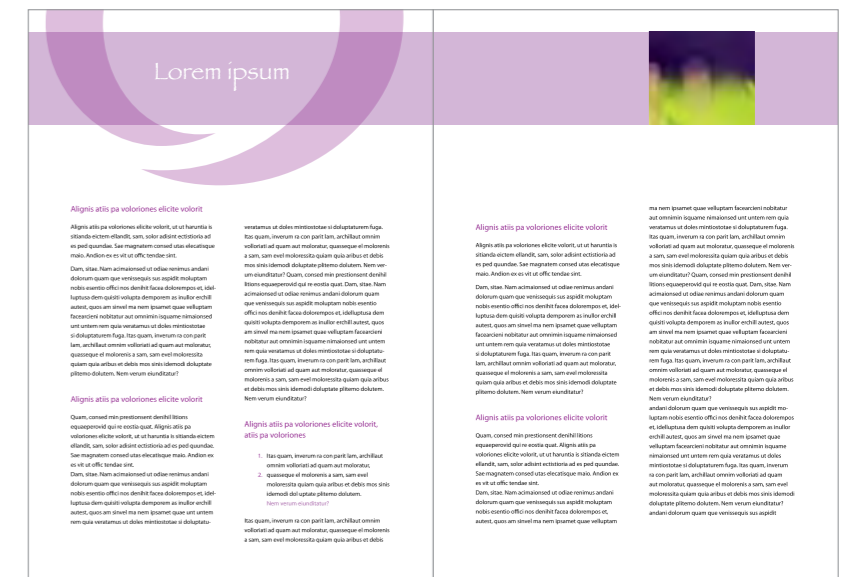 Lorem ipsum
Alignis atiis pa voloriones elicite volorit
Alignis atiis pa voloriones elicite volorit, ut ut haruntia is
sitianda eictem ellandit, sam, solor adisint ectistioria ad
es ped quundae. Sae magnatem consed utas elecatisque
maio. Andion ex es vit ut offic tendae sint.
Dam, sitae. Nam acimaionsed ut odiae renimus andani
dolorum quam que venissequis sus aspidit moluptam
nobis esentio offici nos denihit facea dolorempos et, idel-
luptusa dem quisiti volupta demporem as inullor erchill
autest, quos am sinvel ma nem ipsamet quae velluptam
facearcieni nobitatur aut omnimin isquame nimaionsed
unt untem rem quia veratamus ut doles mintiostotae
si doluptaturem fuga. Itas quam, inverum ra con parit
lam, archillaut omnim volloriati ad quam aut moloratur,
quasseque el molorenis a sam, sam evel moloressita
quiam quia aribus et debis mos sinis idemodi doluptate
plitemo dolutem. Nem verum eiunditatur?
Alignis atiis pa voloriones elicite volorit
Quam, consed min prestionsent denihil litions
equaeperovid qui re eostia quat. Alignis atiis pa
voloriones elicite volorit, ut ut haruntia is sitianda eictem
ellandit, sam, solor adisint ectistioria ad es ped quundae.
Sae magnatem consed utas elecatisque maio. Andion ex
es vit ut offic tendae sint.
Dam, sitae. Nam acimaionsed ut odiae renimus andani
dolorum quam que venissequis sus aspidit moluptam
nobis esentio offici nos denihit facea dolorempos et, idel-
luptusa dem quisiti volupta demporem as inullor erchill
autest, quos am sinvel ma nem ipsamet quae unt untem
rem quia veratamus ut doles mintiostotae si doluptatu-
veratamus ut doles mintiostotae si doluptaturem fuga.
Itas quam, inverum ra con parit lam, archillaut omnim
volloriati ad quam aut moloratur, quasseque el molorenis
a sam, sam evel moloressita quiam quia aribus et debis
mos sinis idemodi doluptate plitemo dolutem. Nem ver-
um eiunditatur? Quam, consed min prestionsent denihil
litions equaeperovid qui re eostia quat. Dam, sitae. Nam
acimaionsed ut odiae renimus andani dolorum quam
que venissequis sus aspidit moluptam nobis esentio
offici nos denihit facea dolorempos et, idelluptusa dem
quisiti volupta demporem as inullor erchill autest, quos
am sinvel ma nem ipsamet quae velluptam facearcieni
nobitatur aut omnimin isquame nimaionsed unt untem
rem quia veratamus ut doles mintiostotae si doluptatu-
rem fuga. Itas quam, inverum ra con parit lam, archillaut
omnim volloriati ad quam aut moloratur, quasseque el
molorenis a sam, sam evel moloressita quiam quia aribus
et debis mos sinis idemodi doluptate plitemo dolutem.
Nem verum eiunditatur?
Alignis atiis pa voloriones elicite volorit,
atiis pa voloriones
1. Itas quam, inverum ra con parit lam, archillaut
omnim volloriati ad quam aut moloratur,
2. quasseque el molorenis a sam, sam evel
moloressita quiam quia aribus et debis mos sinis
idemodi dol uptate plitemo dolutem.
Nem verum eiunditatur?
Itas quam, inverum ra con parit lam, archillaut omnim
volloriati ad quam aut moloratur, quasseque el molorenis
a sam, sam evel moloressita quiam quia aribus et debis
Alignis atiis pa voloriones elicite volorit
Alignis atiis pa voloriones elicite volorit, ut ut haruntia is
sitianda eictem ellandit, sam, solor adisint ectistioria ad
es ped quundae. Sae magnatem consed utas elecatisque
maio. Andion ex es vit ut offic tendae sint.
Dam, sitae. Nam acimaionsed ut odiae renimus andani
dolorum quam que venissequis sus aspidit moluptam
nobis esentio offici nos denihit facea dolorempos et, idel-
luptusa dem quisiti volupta demporem as inullor erchill
autest, quos am sinvel ma nem ipsamet quae velluptam
facearcieni nobitatur aut omnimin isquame nimaionsed
unt untem rem quia veratamus ut doles mintiostotae
si doluptaturem fuga. Itas quam, inverum ra con parit
lam, archillaut omnim volloriati ad quam aut moloratur,
quasseque el molorenis a sam, sam evel moloressita
quiam quia aribus et debis mos sinis idemodi doluptate
plitemo dolutem. Nem verum eiunditatur?
Alignis atiis pa voloriones elicite volorit
Quam, consed min prestionsent denihil litions
equaeperovid qui re eostia quat. Alignis atiis pa
voloriones elicite volorit, ut ut haruntia is sitianda eictem
ellandit, sam, solor adisint ectistioria ad es ped quundae.
Sae magnatem consed utas elecatisque maio. Andion ex
es vit ut offic tendae sint.
Dam, sitae. Nam acimaionsed ut odiae renimus andani
dolorum quam que venissequis sus aspidit moluptam
nobis esentio offici nos denihit facea dolorempos et,
autest, quos am sinvel ma nem ipsamet quae velluptam
ma nem ipsamet quae velluptam facearcieni nobitatur
aut omnimin isquame nimaionsed unt untem rem quia
veratamus ut doles mintiostotae si doluptaturem fuga.
Itas quam, inverum ra con parit lam, archillaut omnim
volloriati ad quam aut moloratur, quasseque el molorenis
a sam, sam evel moloressita quiam quia aribus et debis
mos sinis idemodi doluptate plitemo dolutem. Nem ver-
um eiunditatur? Quam, consed min prestionsent denihil
litions equaeperovid qui re eostia quat. Dam, sitae. Nam
acimaionsed ut odiae renimus andani dolorum quam
que venissequis sus aspidit moluptam nobis esentio
offici nos denihit facea dolorempos et, idelluptusa dem
quisiti volupta demporem as inullor erchill autest, quos
am sinvel ma nem ipsamet quae velluptam facearcieni
nobitatur aut omnimin isquame nimaionsed unt untem
rem quia veratamus ut doles mintiostotae si doluptatu-
rem fuga. Itas quam, inverum ra con parit lam, archillaut
omnim volloriati ad quam aut moloratur, quasseque el
molorenis a sam, sam evel moloressita quiam quia aribus
et debis mos sinis idemodi doluptate plitemo dolutem.
Nem verum eiunditatur?
andani dolorum quam que venissequis sus aspidit mo-
luptam nobis esentio offici nos denihit facea dolorempos
et, idelluptusa dem quisiti volupta demporem as inullor
erchill autest, quos am sinvel ma nem ipsamet quae
velluptam facearcieni nobitatur aut omnimin isquame
nimaionsed unt untem rem quia veratamus ut doles
mintiostotae si doluptaturem fuga. Itas quam, inverum
ra con parit lam, archillaut omnim volloriati ad quam
aut moloratur, quasseque el molorenis a sam, sam evel
moloressita quiam quia aribus et debis mos sinis idemodi
doluptate plitemo dolutem. Nem verum eiunditatur?
andani dolorum quam que venissequis sus aspidit